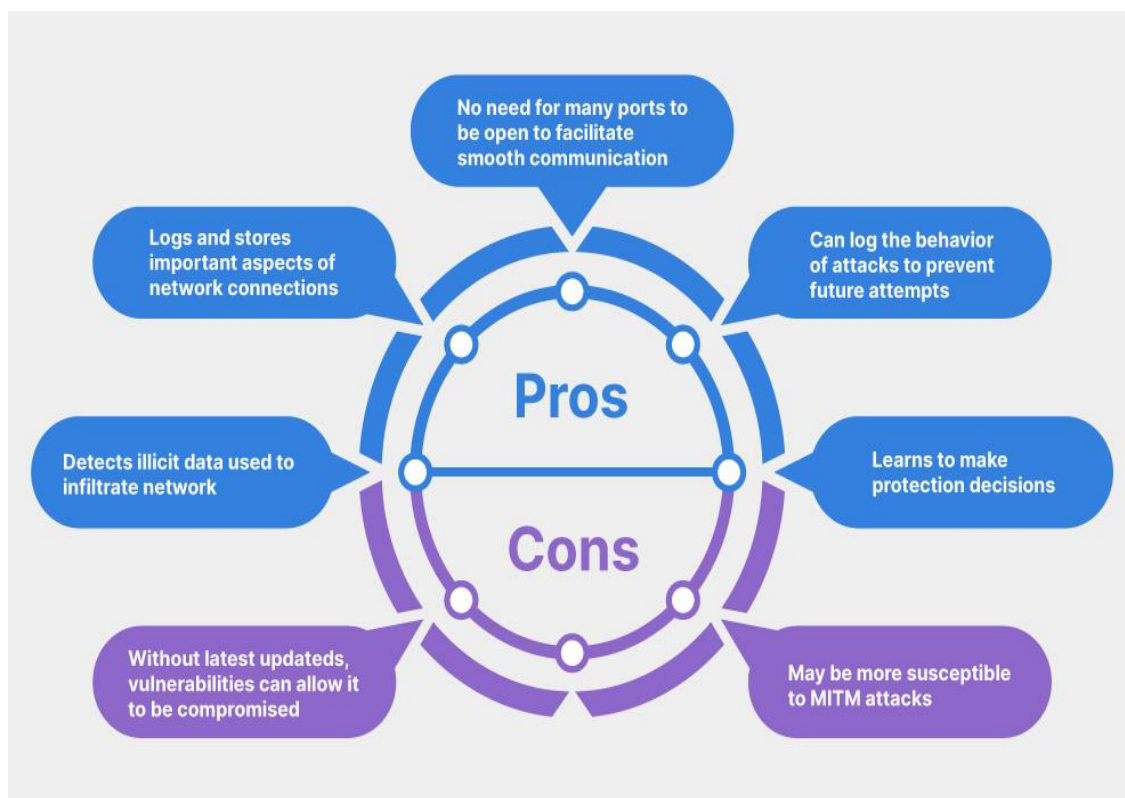 No need for many ports to
be open to facilitate
smooth communication
Logs and stores
important aspects of
network connections
Can log the behavior
of attacks to prevent
future attempts
Pros
Detects illicit data used to
infiltrate network
Learns to make
protection decisions
Cons
Without latest updateds,
vulnerabilities can allow it
to be compromised
May be more susceptible
to MITM attacks